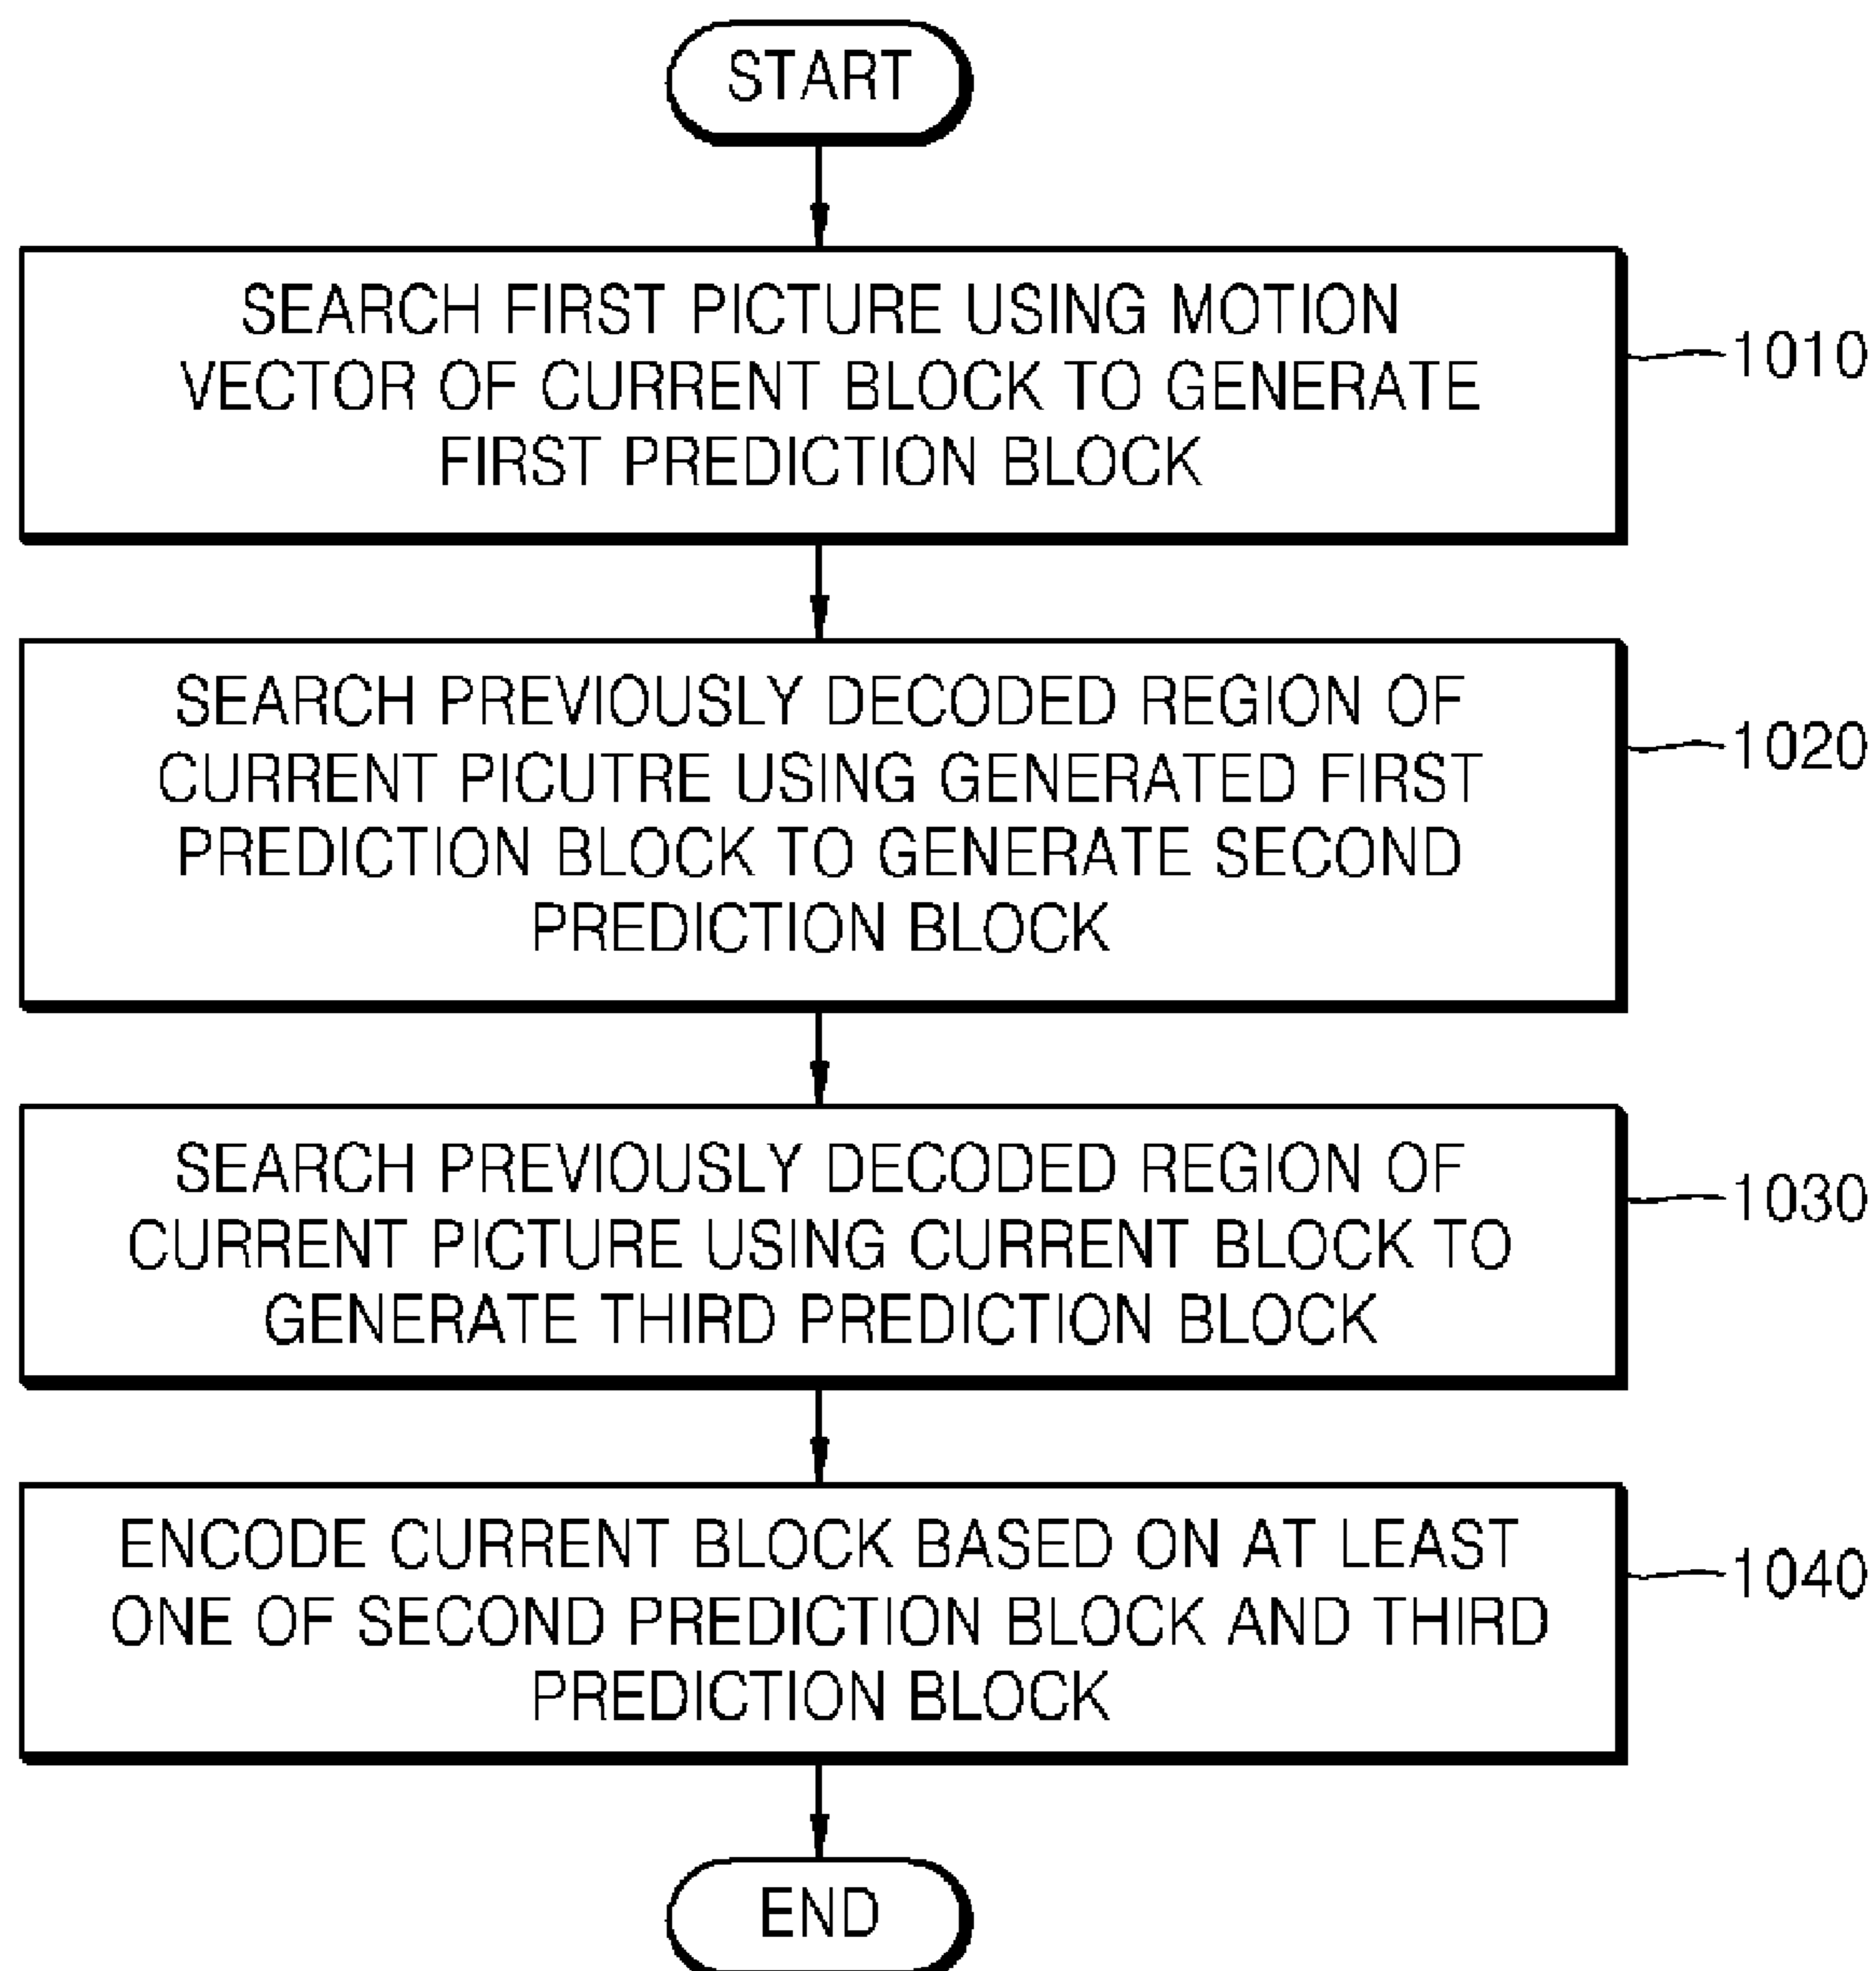 START
SEARCH FIRST PICTURE USING MOTION
VECTOR OF CURRENT BLOCK TO GENERATE
FIRST PREDICTION BLOCK
1010
SEARCH PREVIOUSLY DECODED REGION OF
CURRENT PICUTRE USING GENERATED FIRST
PREDICTION BLOCK TO GENERATE SECOND
PREDICTION BLOCK
1020
SEARCH PREVIOUSLY DECODED REGION OF
CURRENT PICTURE USING CURRENT BLOCK TO
GENERATE THIRD PREDICTION BLOCK
1030
ENCODE CURRENT BLOCK BASED ON AT LEAST
ONE OF SECOND PREDICTION BLOCK AND THIRD
PREDICTION BLOCK
1040
END